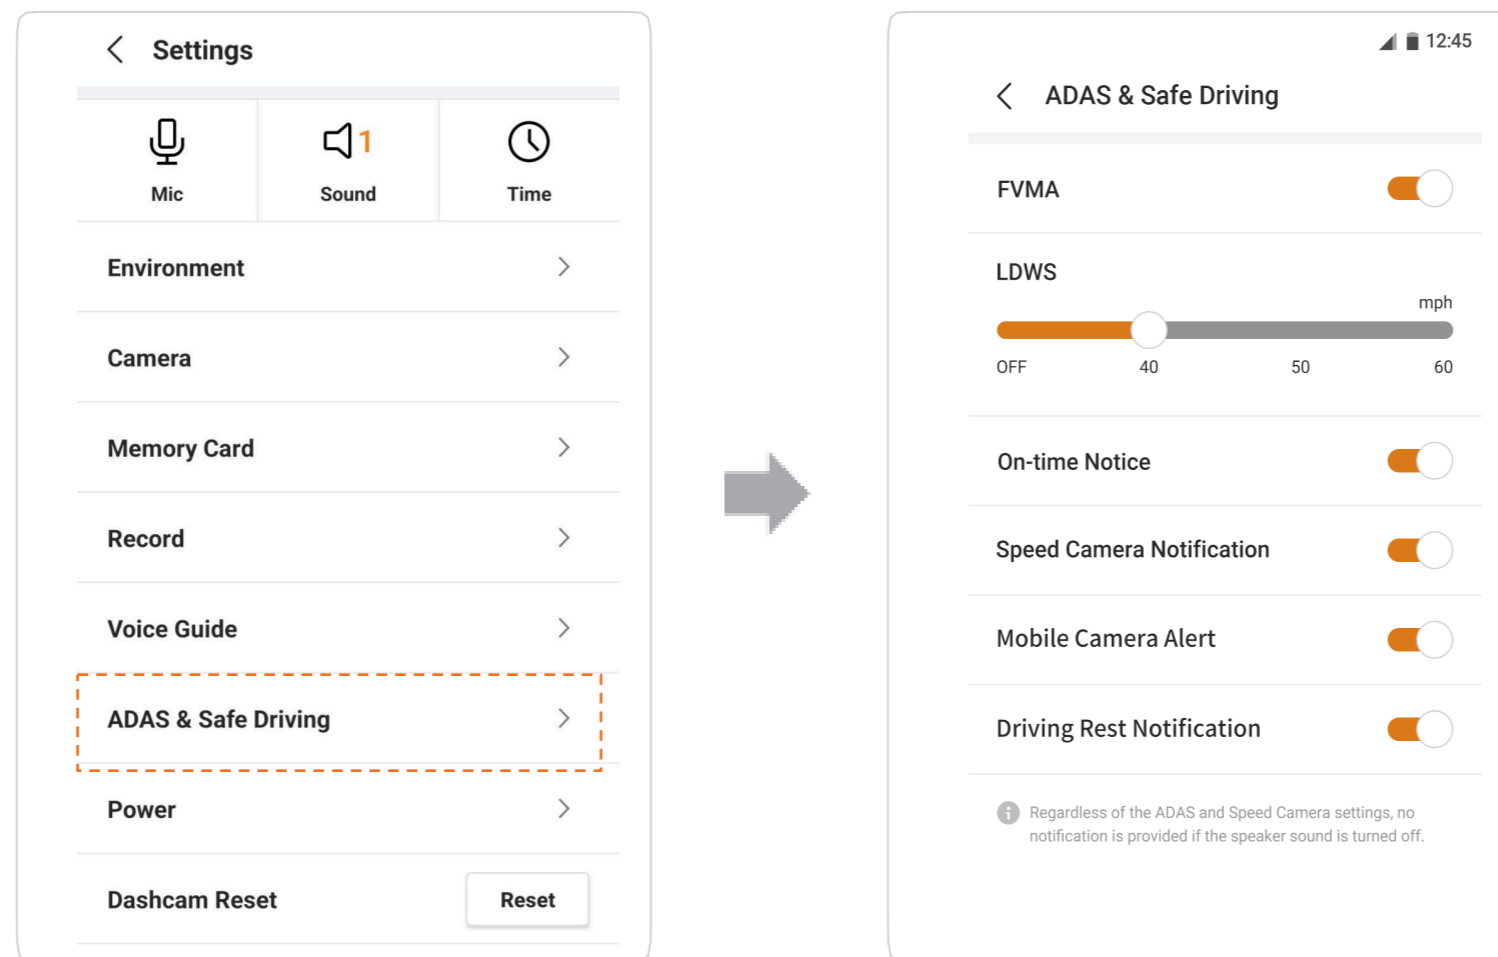 Settings
1
Mic
Sound
Time
Environment
Camera
Memory Card
Record
Voice Guide
ADAS & Safe Driving
Power
Dashcam Reset
Reset
12:45
ADAS & Safe Driving
FVMA
LDWS
mph
OFF 40 50 60
On-time Notice
Speed Camera Notification
Mobile Camera Alert
Driving Rest Notification
Regardless of the ADAS and Speed Camera settings, no
notification is provided if the speaker sound is turned off.